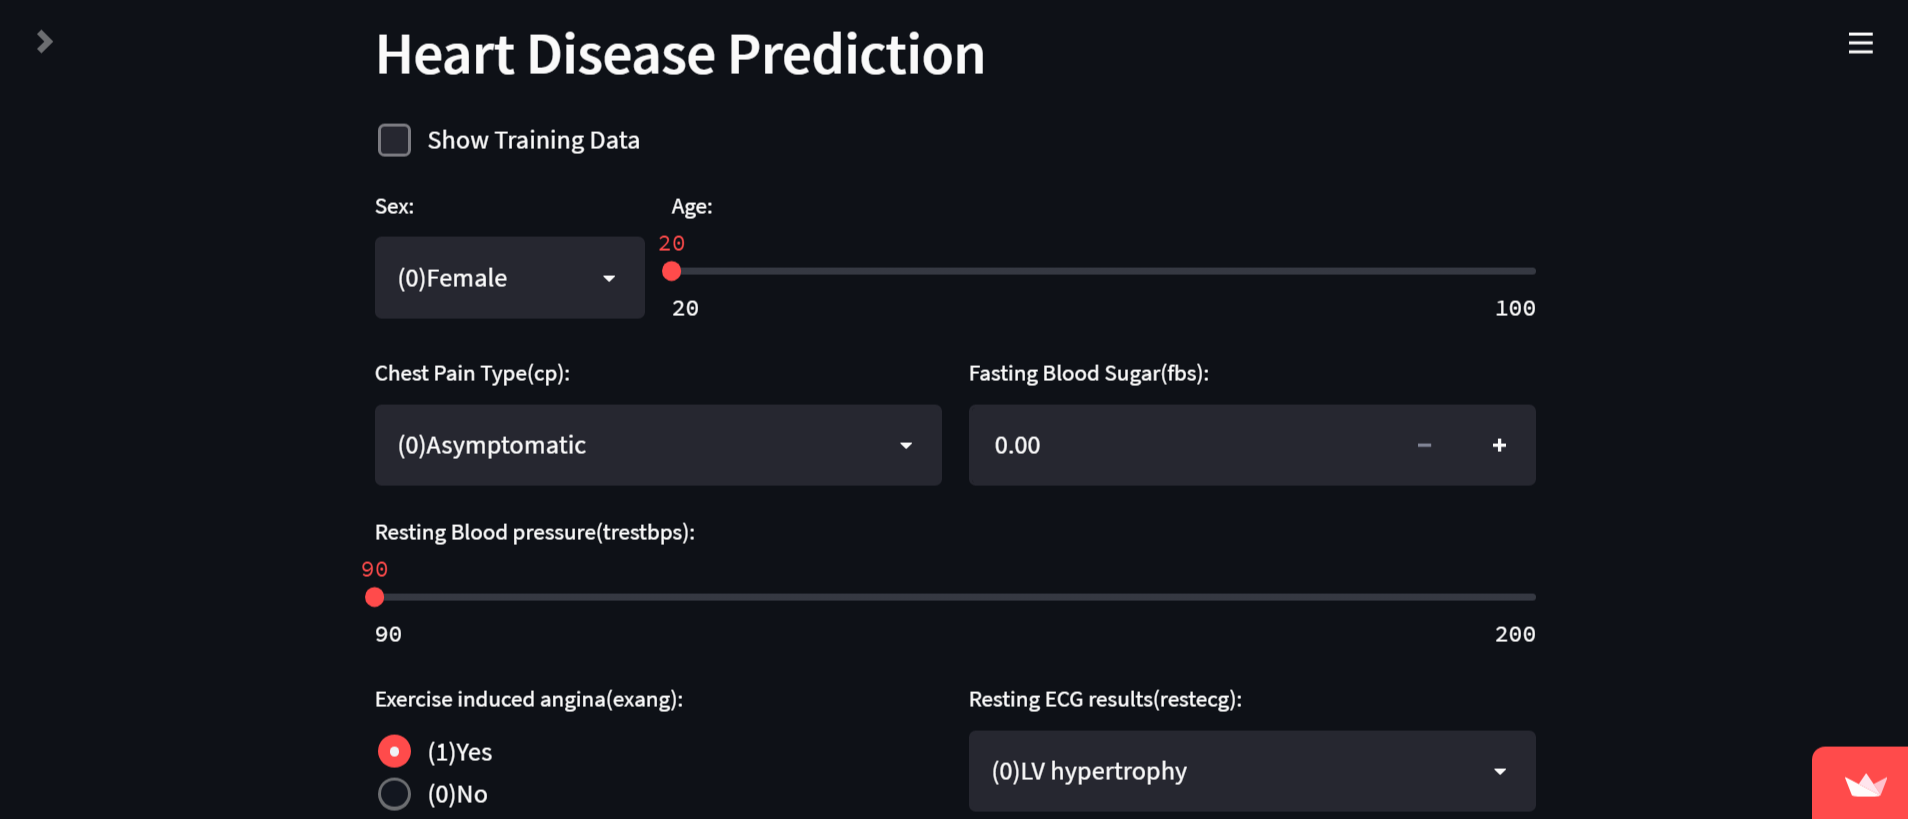 Heart Disease Prediction
Show Training Data
Sex:
(0)Female
Age:
20
20
100
Chest Pain Type(cp):
(0)Asymptomatic
Fasting Blood Sugar(fbs):
0.00
Resting Blood pressure(trestbps):
90
90
200
Exercise induced angina(exang):
(1)Yes
(0)No
Resting ECG results(restecg):
(0)LV hypertrophy